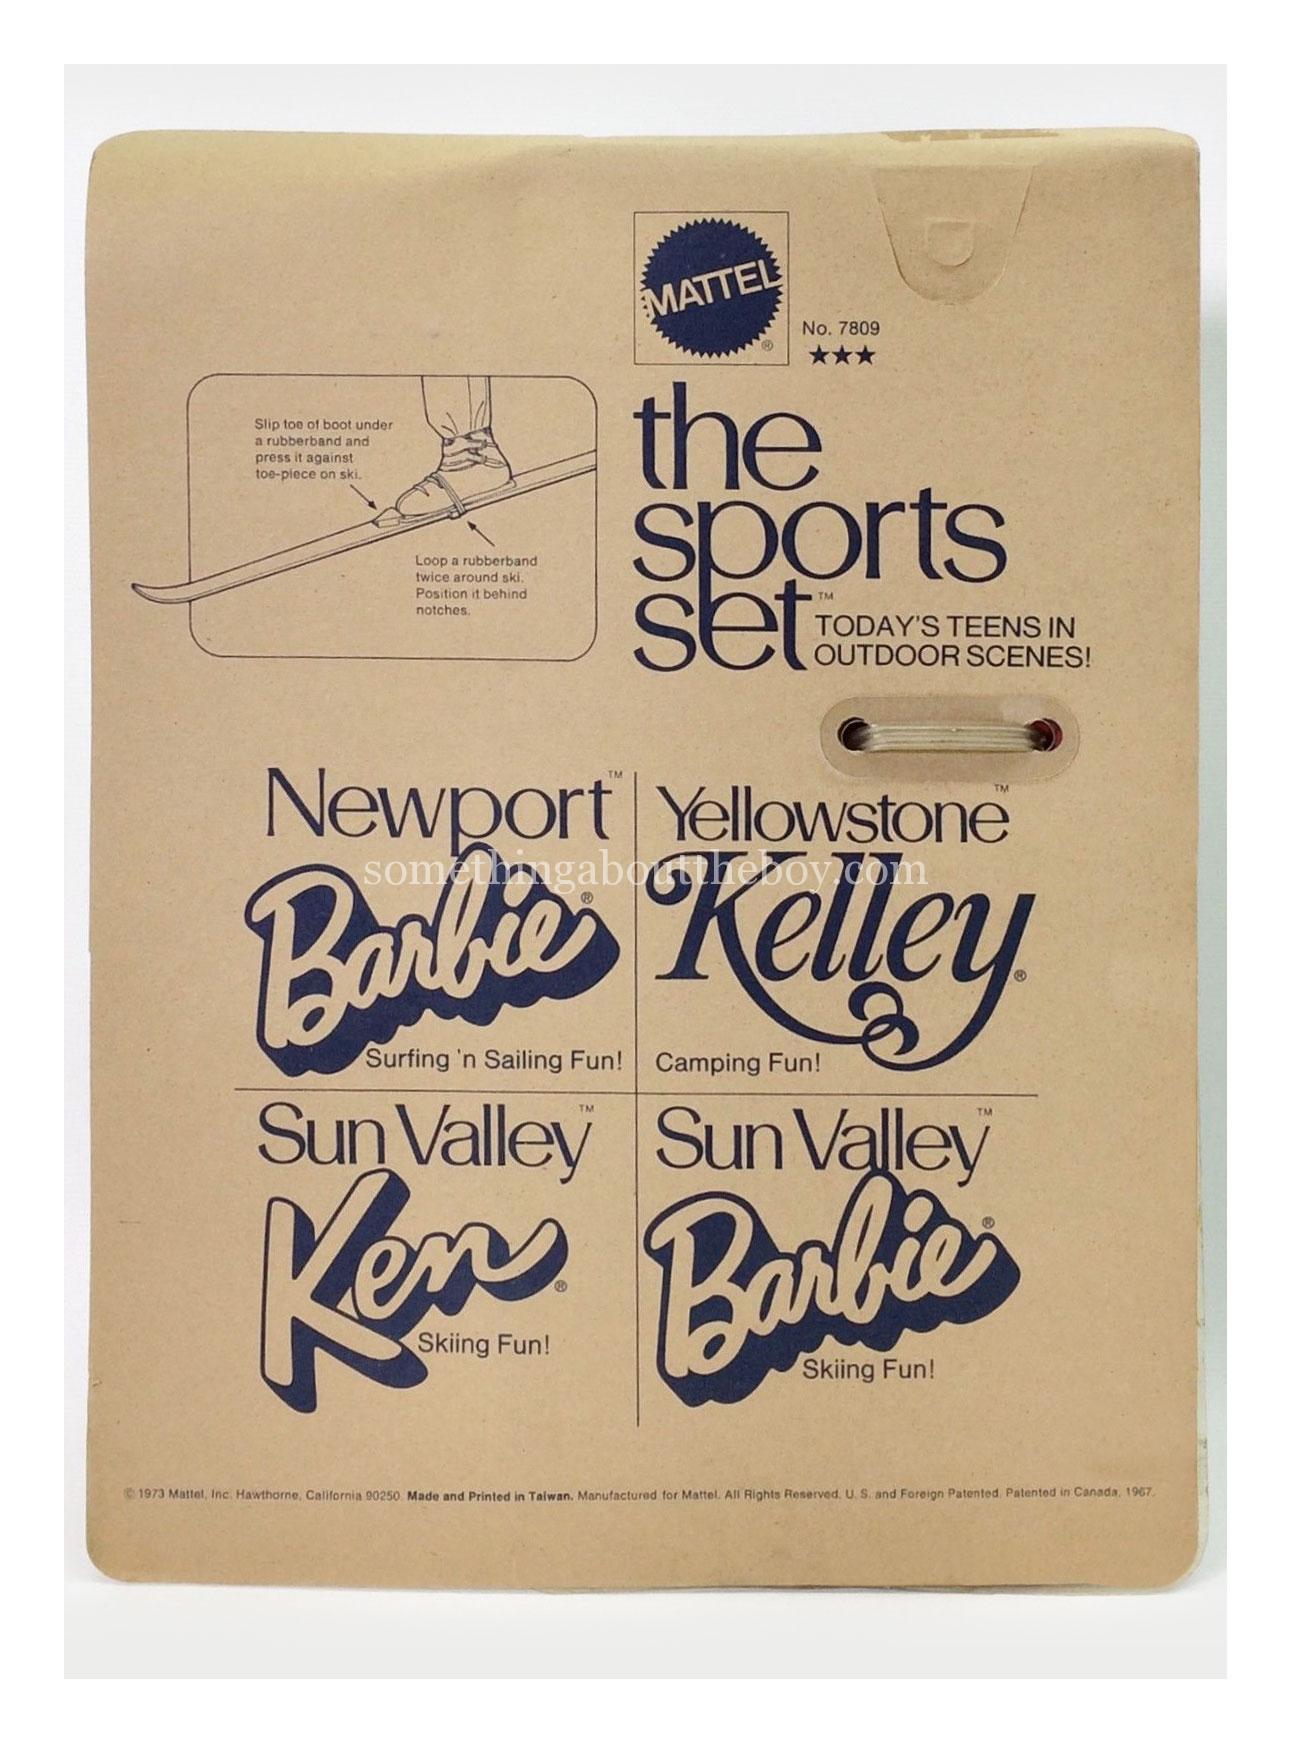 MATTEL
®
No. 7809
★★★
Slip toe of boot under
a rubberband and
press it against
toe-piece on ski.
Loop a rubberband
twice around ski.
Position it behind
notches.
the
sports
set™
TODAY'S TEENS IN
OUTDOOR SCENES!
Newport™
Barbie®
Surfing 'n Sailing Fun!
Yellowstone™
Kelley®
Camping Fun!
somethingabouttheboy.com
Sun Valley™
Ken®
Skiing Fun!
Sun Valley™
Barbie®
Skiing Fun!
© 1973 Mattel, Inc. Hawthorne, California 90250. Made and Printed in Taiwan. Manufactured for Mattel. All Rights Reserved. U. S. and Foreign Patented. Patented in Canada, 1967.